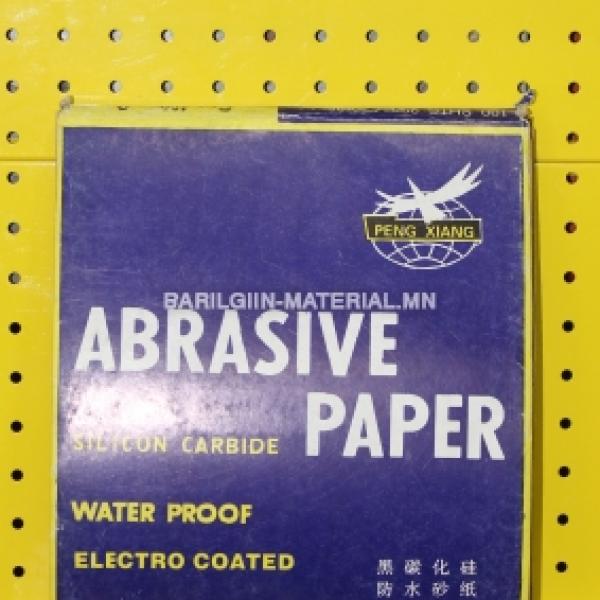 PENG XIANG
BARILGIIN-MATERIAL.MN
ABRASIVE
PAPER
SILICON CARBIDE
WATER PROOF
ELECTRO COATED
黑碳化硅
防水砂纸